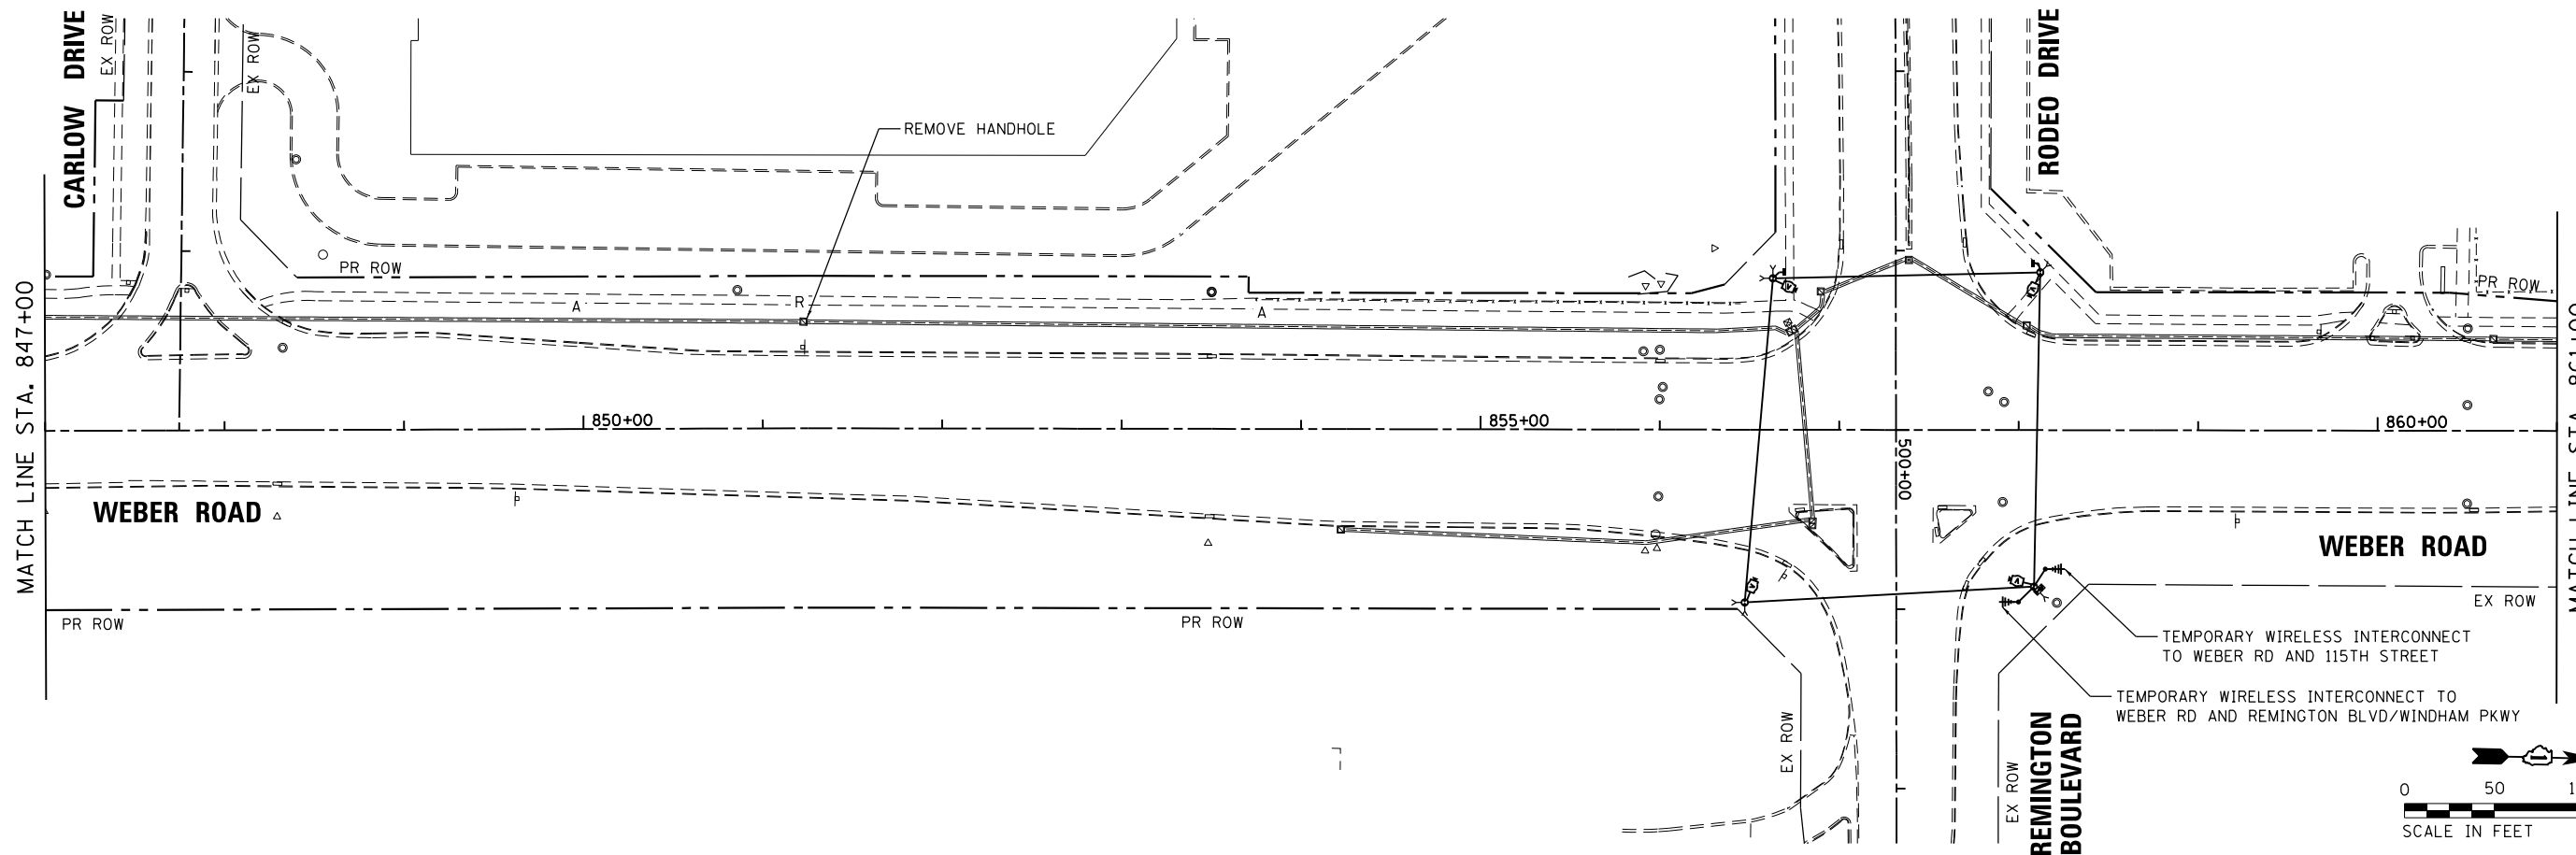 CARLOW DRIVE
EX ROW
EX ROW
RODEO DRIVE
REMOVE HANDHOLE
PR ROW
PR ROW
A
R
A
MATCH LINE STA. 847+00
850+00
855+00
500+00
860+00
WEBER ROAD
WEBER ROAD
PR ROW
PR ROW
EX ROW
TEMPORARY WIRELESS INTERCONNECT
TO WEBER RD AND 115TH STREET
TEMPORARY WIRELESS INTERCONNECT TO
WEBER RD AND REMINGTON BLVD/WINDHAM PKWY
EX ROW
EX ROW
REMINGTON
BOULEVARD
0 50
SCALE IN FEET